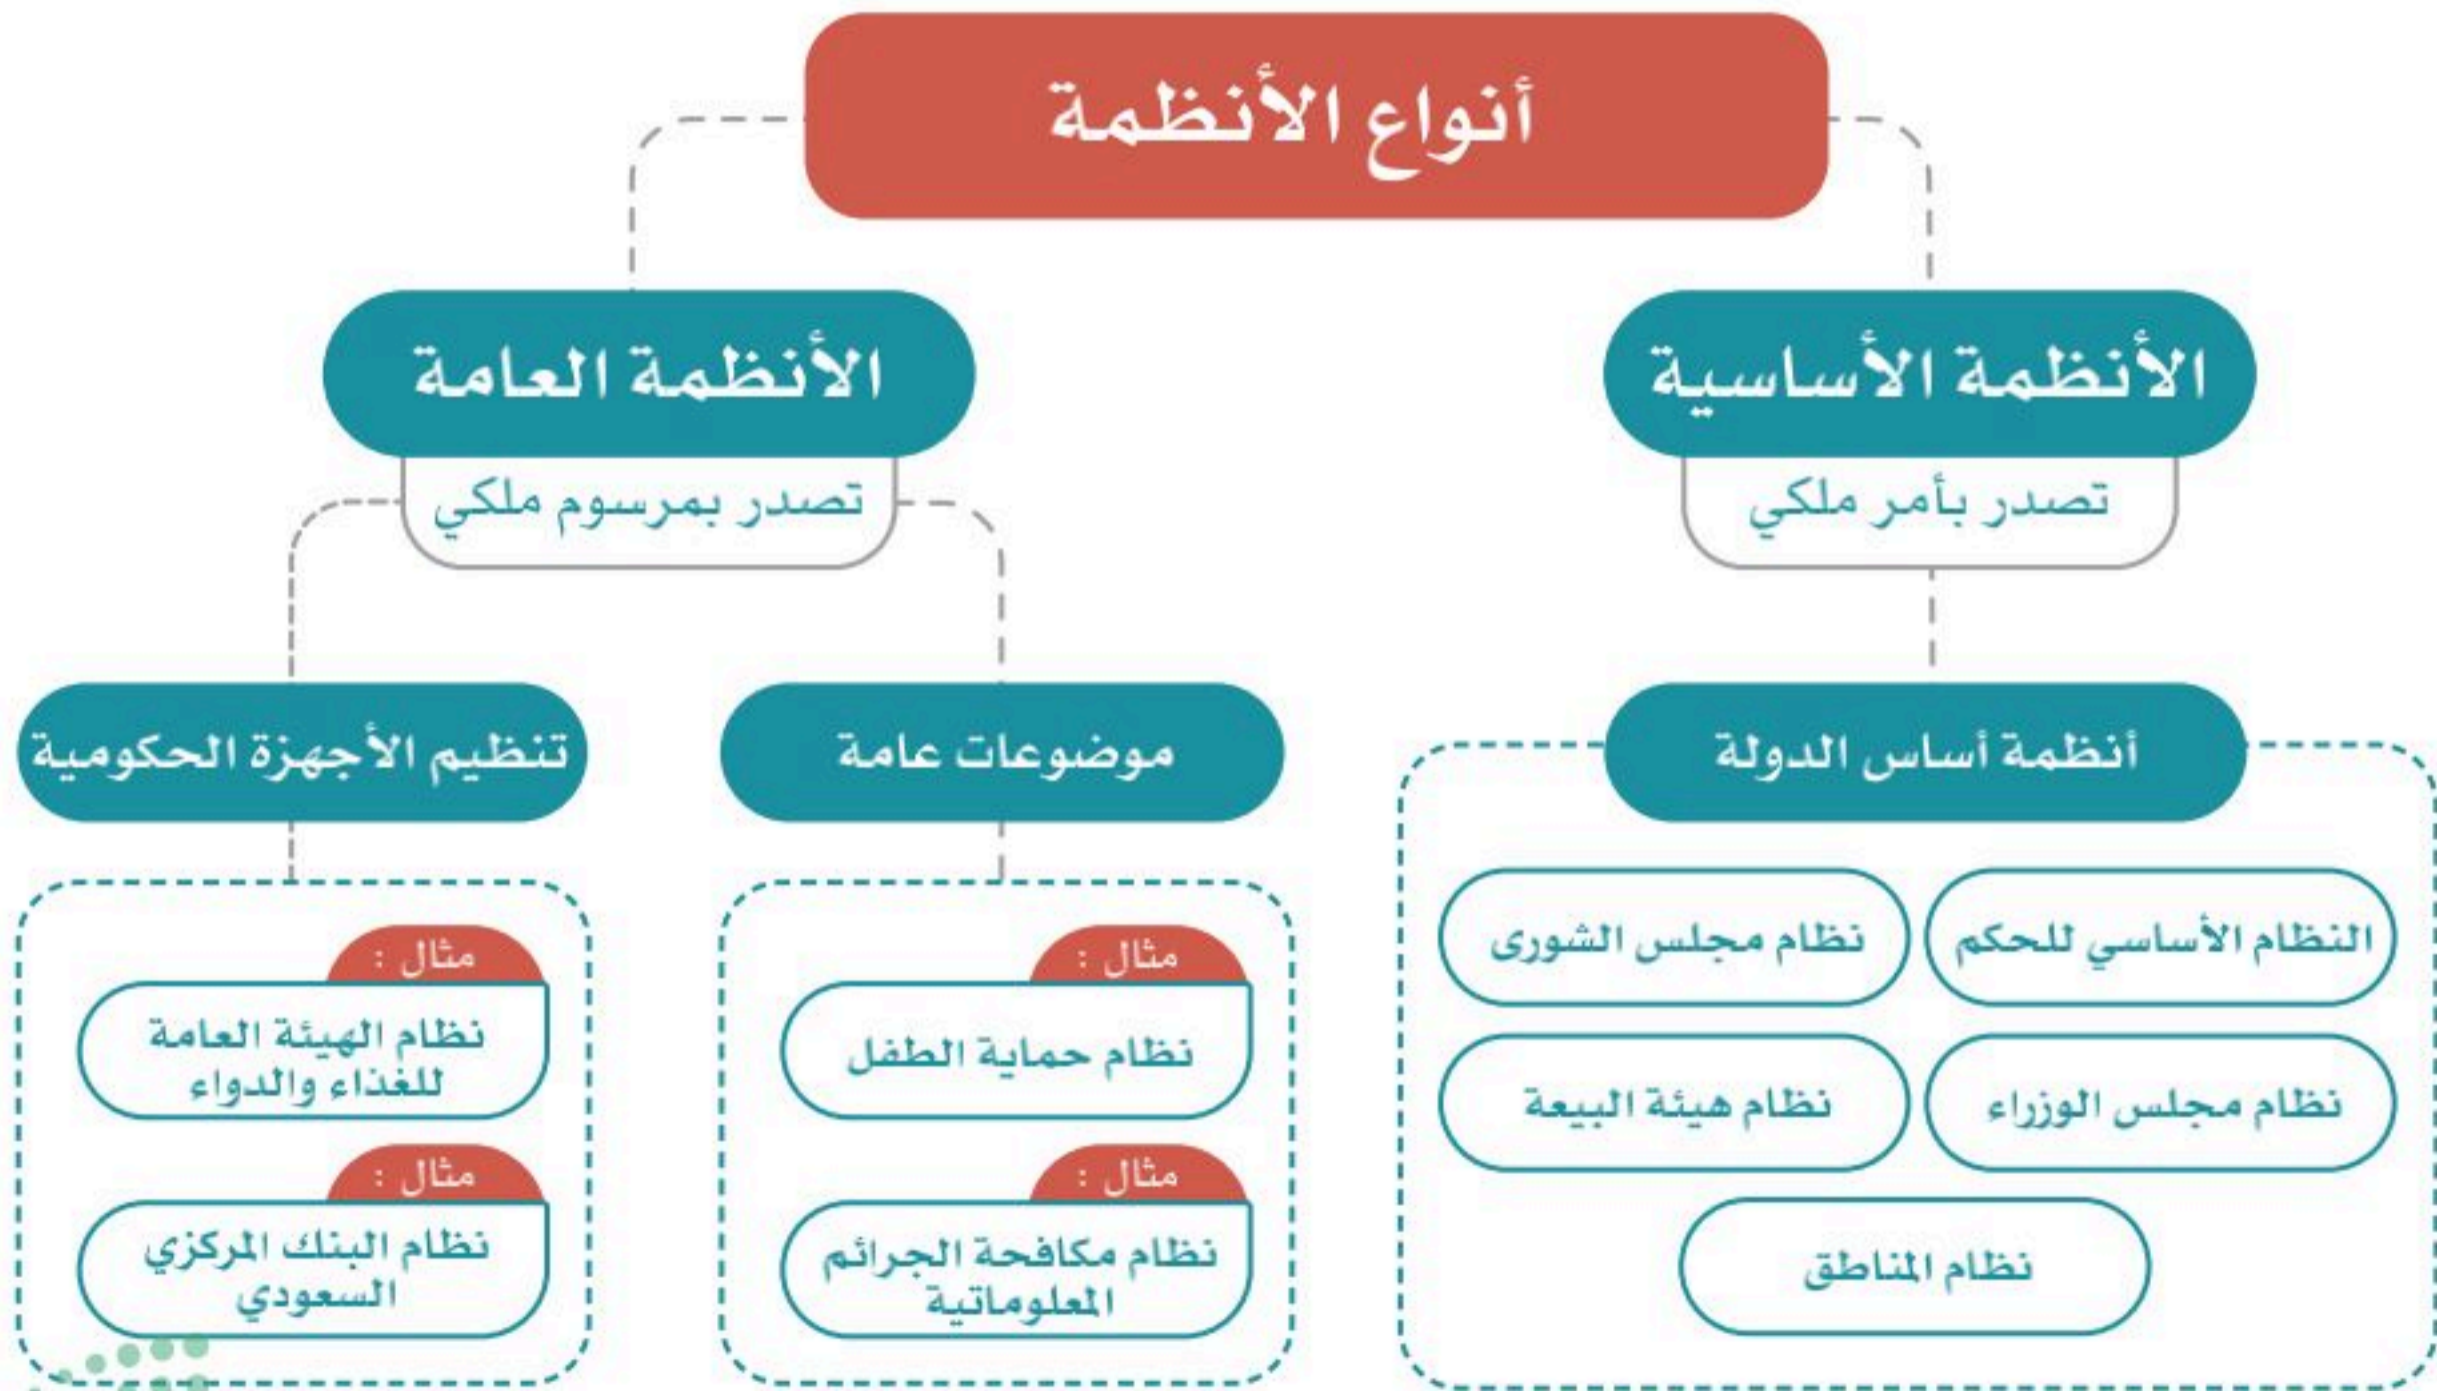 أنواع الأنظمة
الأنظمة الأساسية
تصدر بأمر ملكي
أنظمة أساس الدولة
النظام الأساسي للحكم
نظام مجلس الشورى
نظام مجلس الوزراء
نظام هيئة البيعة
نظام المناطق
الأنظمة العامة
تصدر بمرسوم ملكي
موضوعات عامة
مثال :
نظام حماية الطفل
مثال :
نظام مكافحة الجرائم
المعلوماتية
تنظيم الأجهزة الحكومية
مثال :
نظام الهيئة العامة
للغذاء والدواء
مثال :
نظام البنك المركزي
السعودي